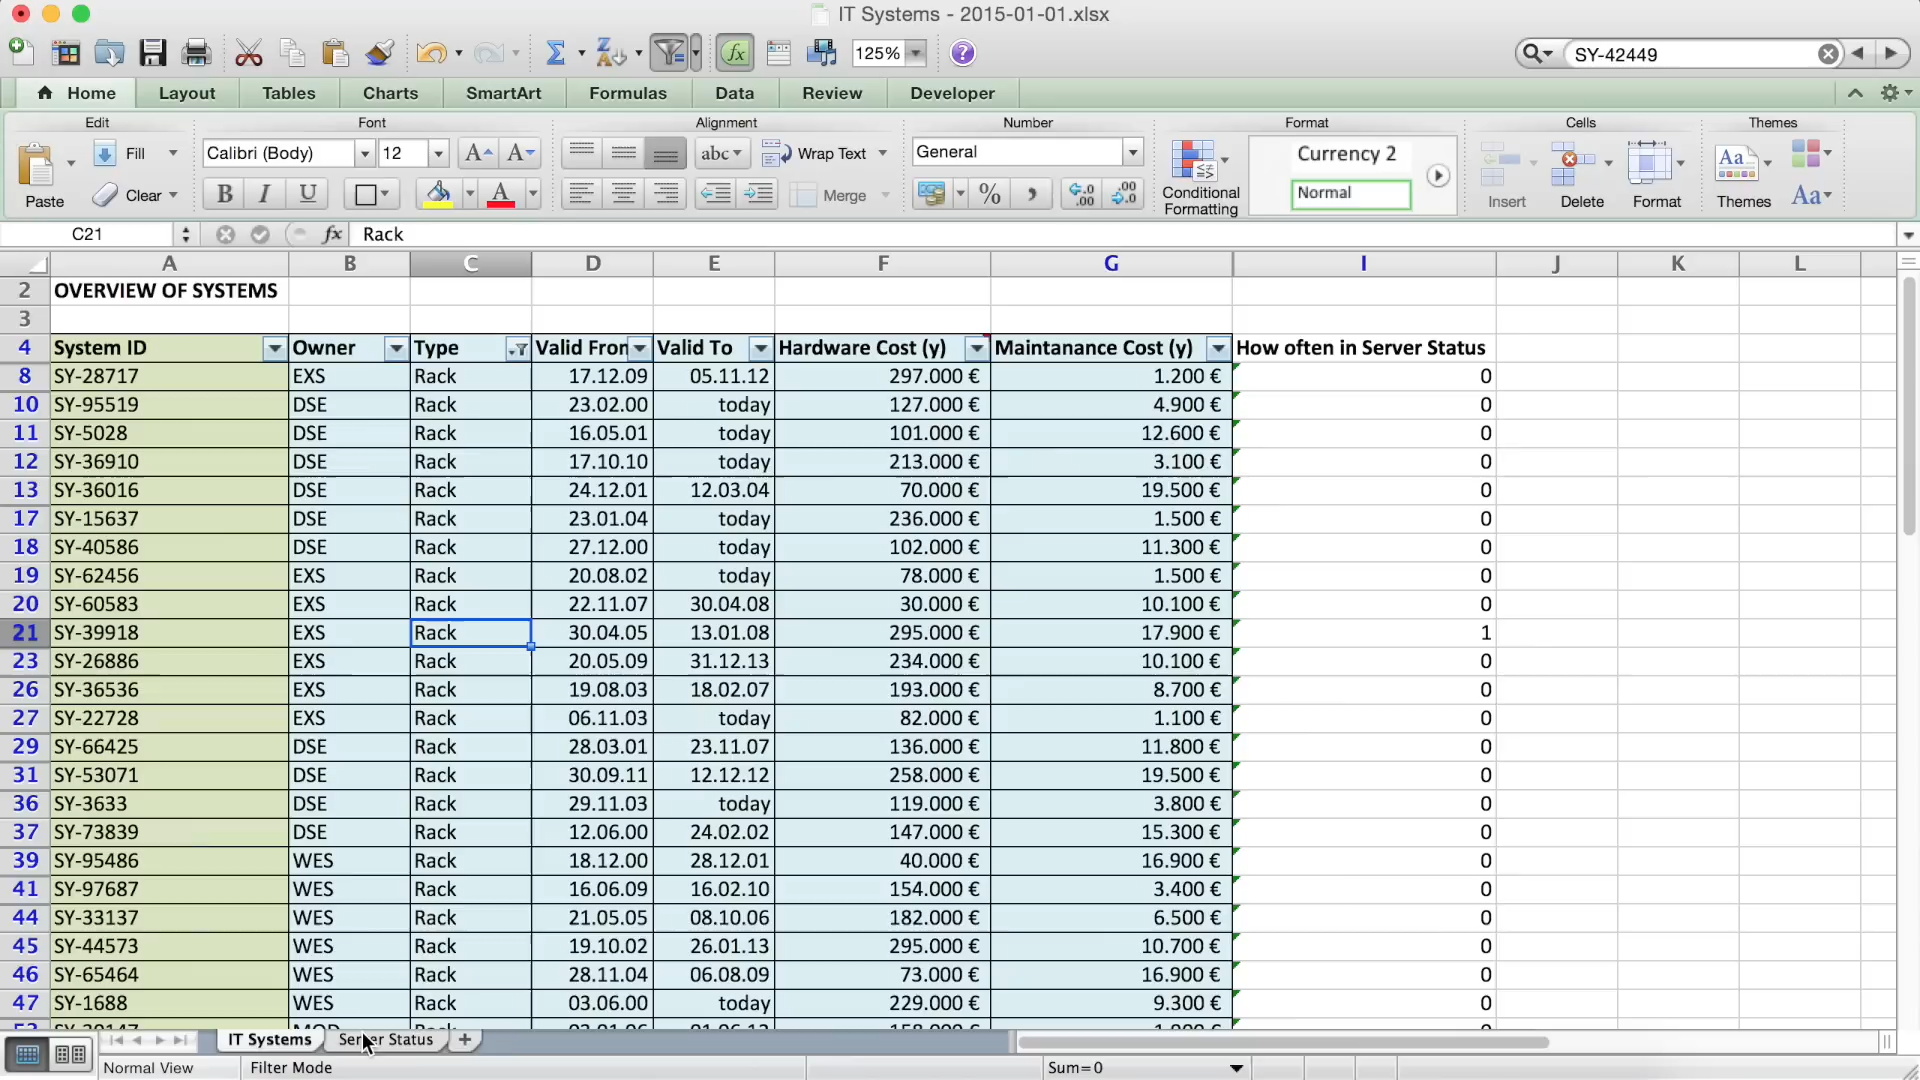 IT Systems - 2015-01-01.xlsx
125% SY-42449
Home Layout Tables Charts SmartArt Formulas Data Review Developer
Edit Font Alignment Number Format Cells Themes
Fill Calibri (Body) 12 abc Wrap Text General Currency 2
Paste Clear B I U A Merge % Conditional Formatting Normal Insert Delete Format Themes Aa
C21 fx Rack
A B C D E F G I J K L
2 OVERVIEW OF SYSTEMS
3
4 System ID Owner Type Valid From Valid To Hardware Cost (y) Maintanance Cost (y) How often in Server Status
8 SY-28717 EXS Rack 17.12.09 05.11.12 297.000 € 1.200 € 0
10 SY-95519 DSE Rack 23.02.00 today 127.000 € 4.900 € 0
11 SY-5028 DSE Rack 16.05.01 today 101.000 € 12.600 € 0
12 SY-36910 DSE Rack 17.10.10 today 213.000 € 3.100 € 0
13 SY-36016 DSE Rack 24.12.01 12.03.04 70.000 € 19.500 € 0
17 SY-15637 DSE Rack 23.01.04 today 236.000 € 1.500 € 0
18 SY-40586 DSE Rack 27.12.00 today 102.000 € 11.300 € 0
19 SY-62456 EXS Rack 20.08.02 today 78.000 € 1.500 € 0
20 SY-60583 EXS Rack 22.11.07 30.04.08 30.000 € 10.100 € 0
21 SY-39918 EXS Rack 30.04.05 13.01.08 295.000 € 17.900 € 1
23 SY-26886 EXS Rack 20.05.09 31.12.13 234.000 € 10.100 € 0
26 SY-36536 EXS Rack 19.08.03 18.02.07 193.000 € 8.700 € 0
27 SY-22728 EXS Rack 06.11.03 today 82.000 € 1.100 € 0
29 SY-66425 DSE Rack 28.03.01 23.11.07 136.000 € 11.800 € 0
31 SY-53071 DSE Rack 30.09.11 12.12.12 258.000 € 19.500 € 0
36 SY-3633 DSE Rack 29.11.03 today 119.000 € 3.800 € 0
37 SY-73839 DSE Rack 12.06.00 24.02.02 147.000 € 15.300 € 0
39 SY-95486 WES Rack 18.12.00 28.12.01 40.000 € 16.900 € 0
41 SY-97687 WES Rack 16.06.09 16.02.10 154.000 € 3.400 € 0
44 SY-33137 WES Rack 21.05.05 08.10.06 182.000 € 6.500 € 0
45 SY-44573 WES Rack 19.10.02 26.01.13 295.000 € 10.700 € 0
46 SY-65464 WES Rack 28.11.04 06.08.09 73.000 € 16.900 € 0
47 SY-1688 WES Rack 03.06.00 today 229.000 € 9.300 € 0
IT Systems Server Status
Normal View Filter Mode Sum=0